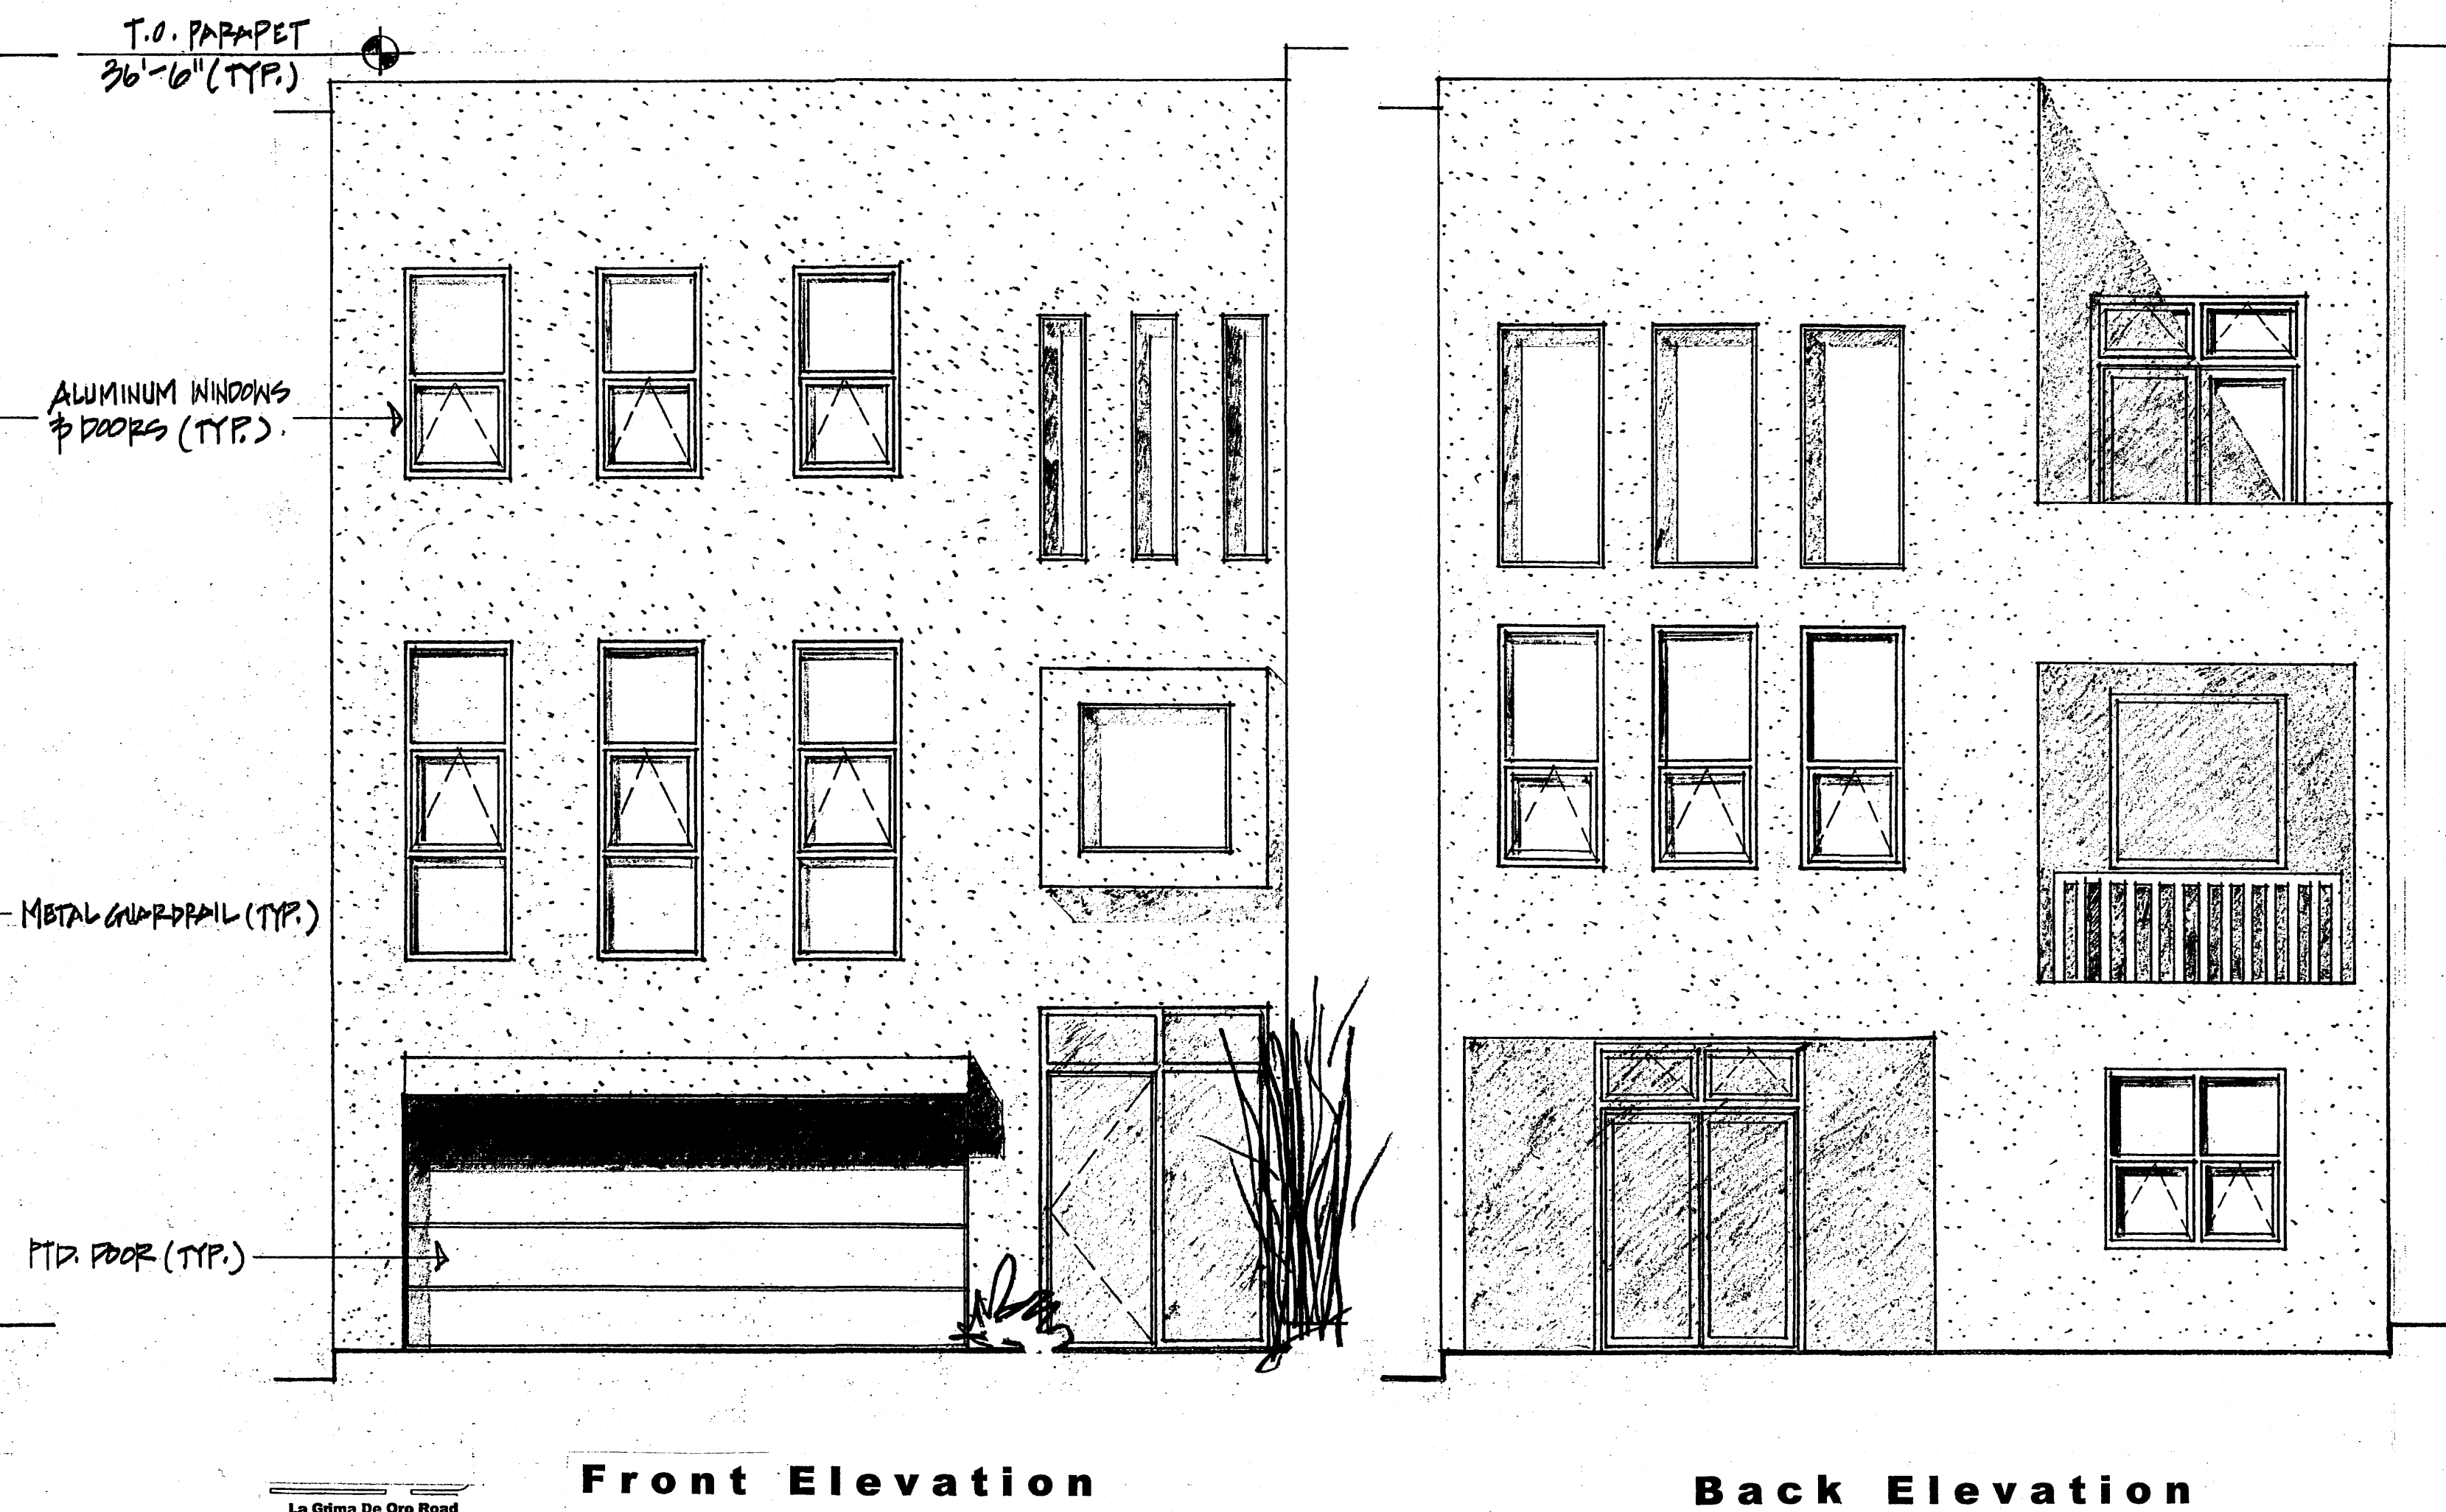 T.O. PARAPET
36'-6" (TYP.)
ALUMINUM WINDOWS
& DOORS (TYP.).
METAL GUARDRAIL (TYP.)
PTD. DOOR (TYP.)
Front Elevation
Back Elevation
La Grima De Oro Road